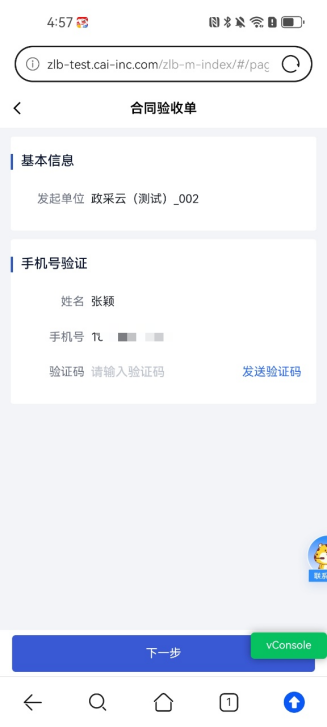 4:57
zlb-test.cai-inc.com/zlb-m-index/#/pag
合同验收单
基本信息
发起单位 政采云（测试）_002
手机号验证
姓名 张颖
手机号
验证码 请输入验证码 发送验证码
联系
vConsole
下一步
1